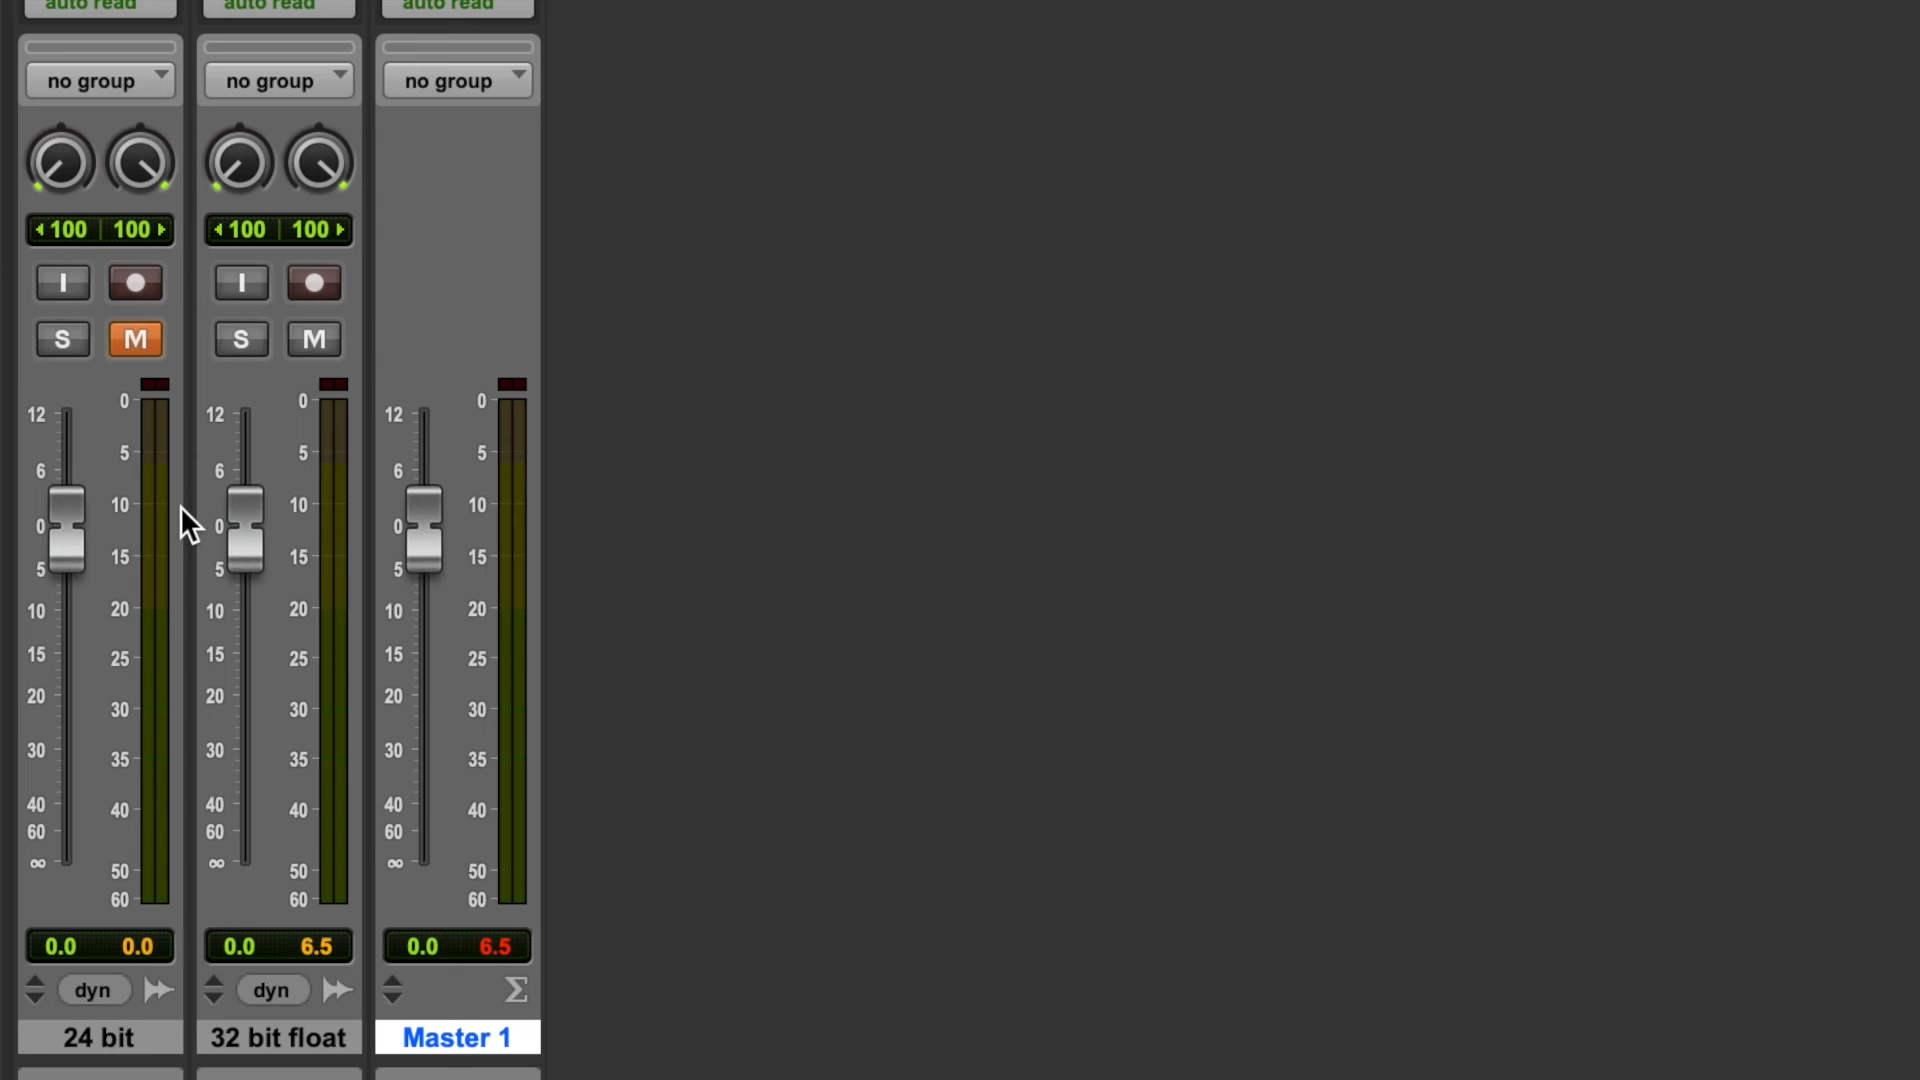 auto read auto read auto read
no group no group no group
100 100 100 100
I I
S M S M
0 0 0
12 12 12
5 5 5
6 6 6
10 10 10
0 0 0
15 15 15
5 5 5
20 20 20
10 10 10
25 25 25
15 15 15
20 20 20
30 30 30
30 30 30
35 35 35
40 40 40
40 40 40
60 60 60
∞ ∞ ∞
50 50 50
60 60 60
0.0 0.0 0.0 6.5 0.0 6.5
dyn dyn Σ
24 bit 32 bit float Master 1